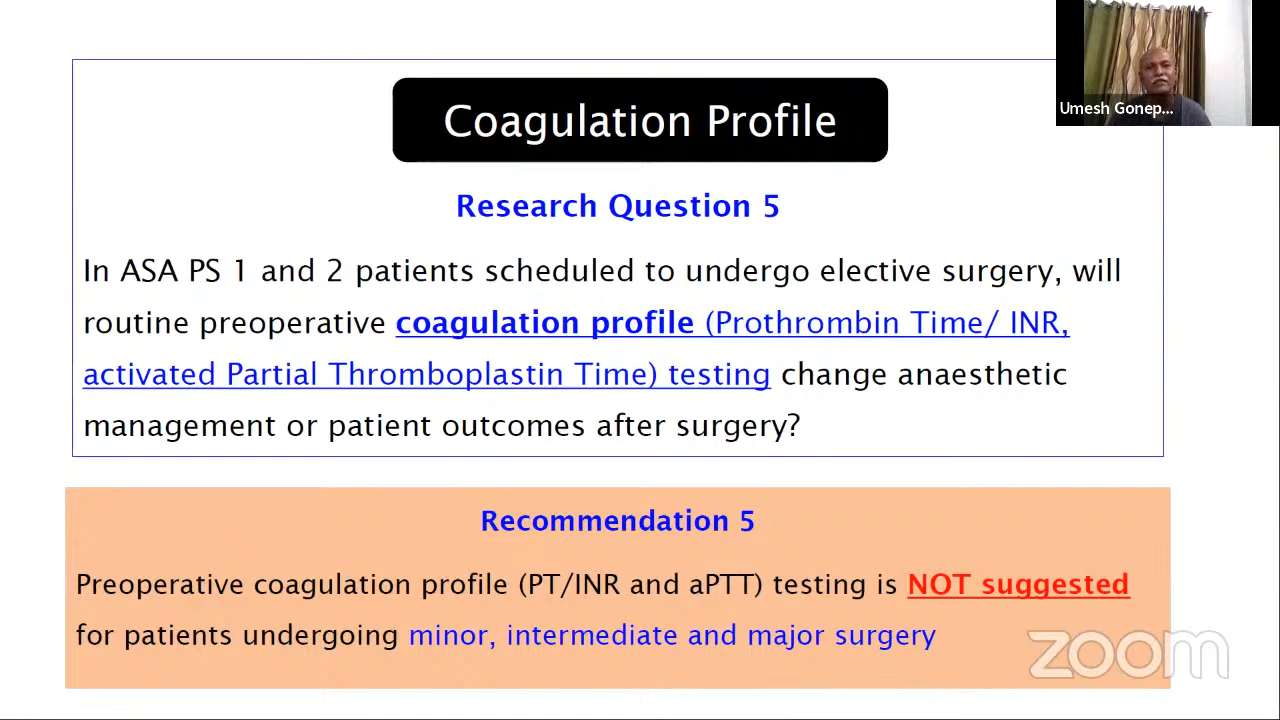 Coagulation Profile
Umesh Gonep...
Research Question 5
In ASA PS 1 and 2 patients scheduled to undergo elective surgery, will
routine preoperative coagulation profile (Prothrombin Time/ INR,
activated Partial Thromboplastin Time) testing change anaesthetic
management or patient outcomes after surgery?
Recommendation 5
Preoperative coagulation profile (PT/INR and aPTT) testing is NOT suggested
for patients undergoing minor, intermediate and major surgery
zoom